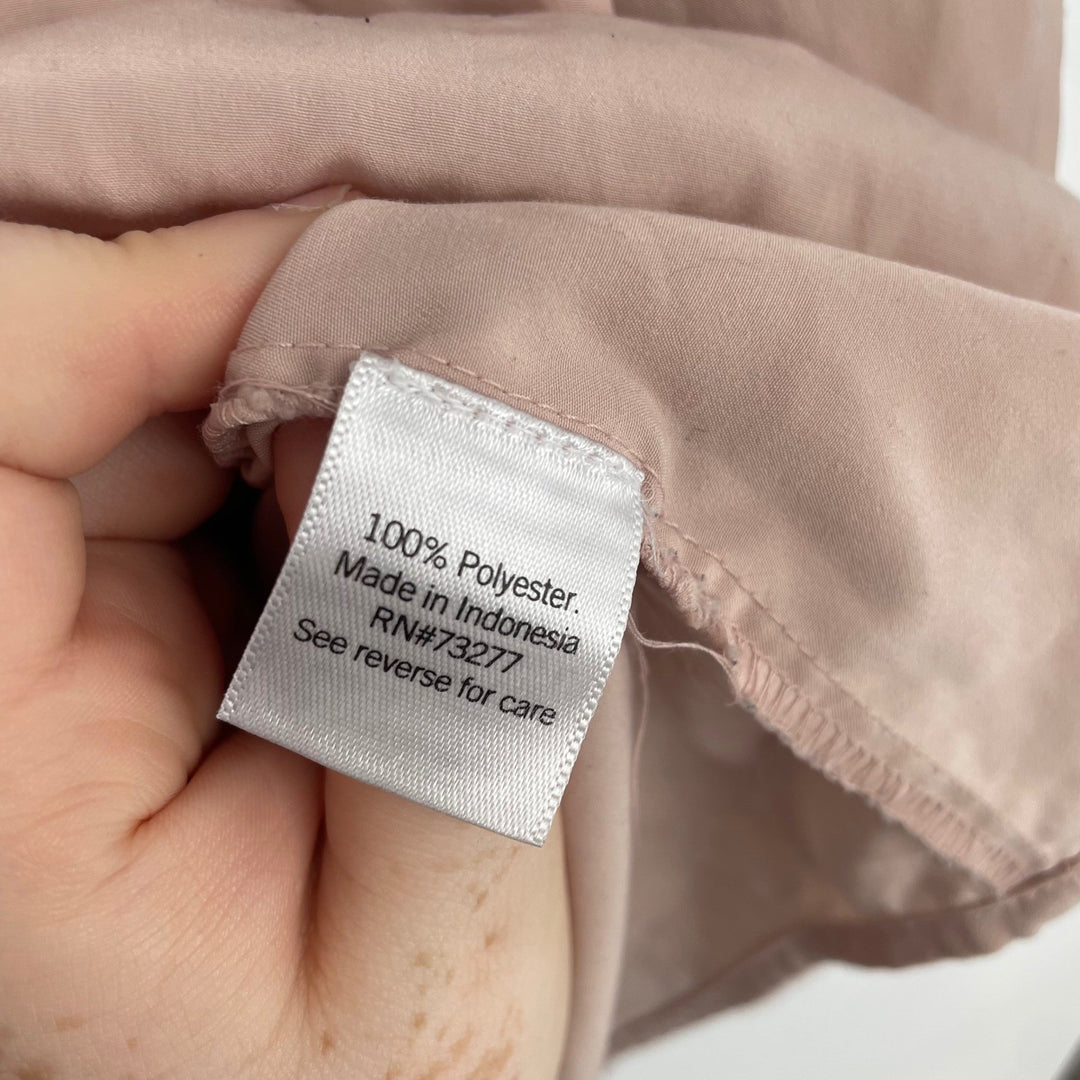 100% Polyester.
Made in Indonesia
RN#73277
See reverse for care